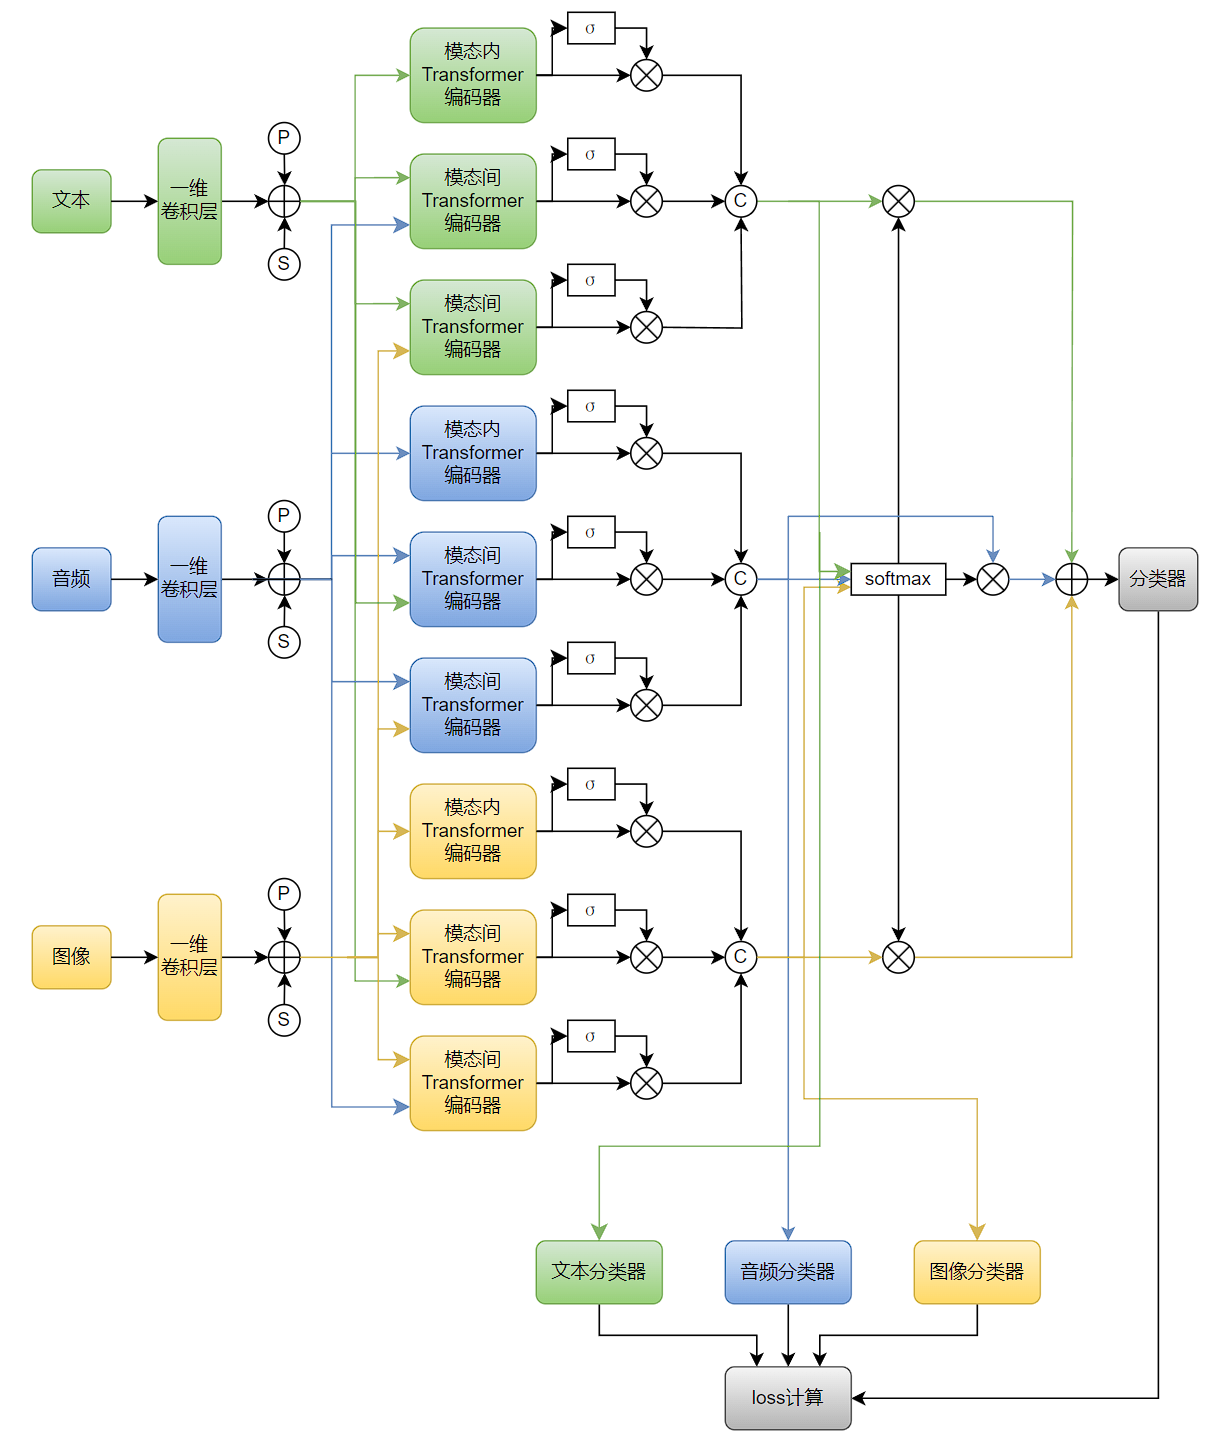 σ
模态内
Transformer
编码器
P
σ
文本
一维
卷积层
模态间
Transformer
编码器
C
S
σ
模态间
Transformer
编码器
σ
模态内
Transformer
编码器
P
σ
音频
一维
卷积层
模态间
Transformer
编码器
C
softmax
分类器
S
σ
模态间
Transformer
编码器
σ
模态内
Transformer
编码器
P
σ
图像
一维
卷积层
模态间
Transformer
编码器
C
S
σ
模态间
Transformer
编码器
文本分类器
音频分类器
图像分类器
loss计算